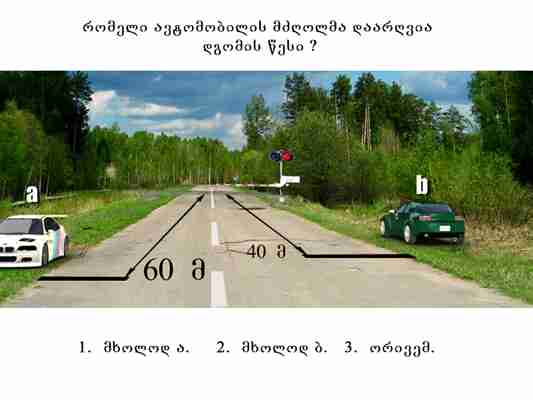 რომელი ავტომობილის მძღოლმა დაარღვია
დგომის წესი ?
a
b
60 მ
40 მ
1. მხოლოდ ა. 2. მხოლოდ ბ. 3. ორივემ.